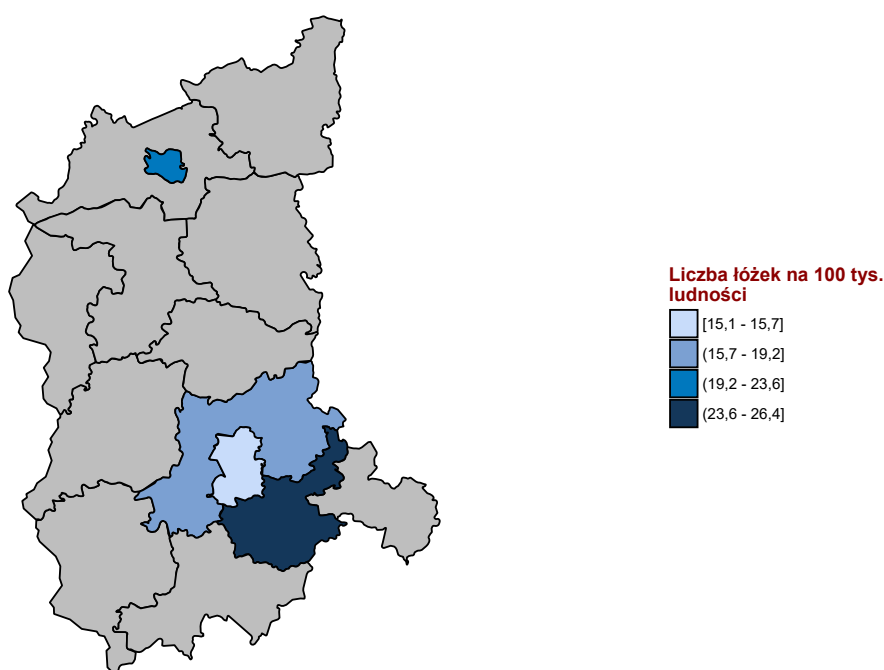 Liczba łóżek na 100 tys.
ludności
[15,1 - 15,7]
(15,7 - 19,2]
(19,2 - 23,6]
(23,6 - 26,4]